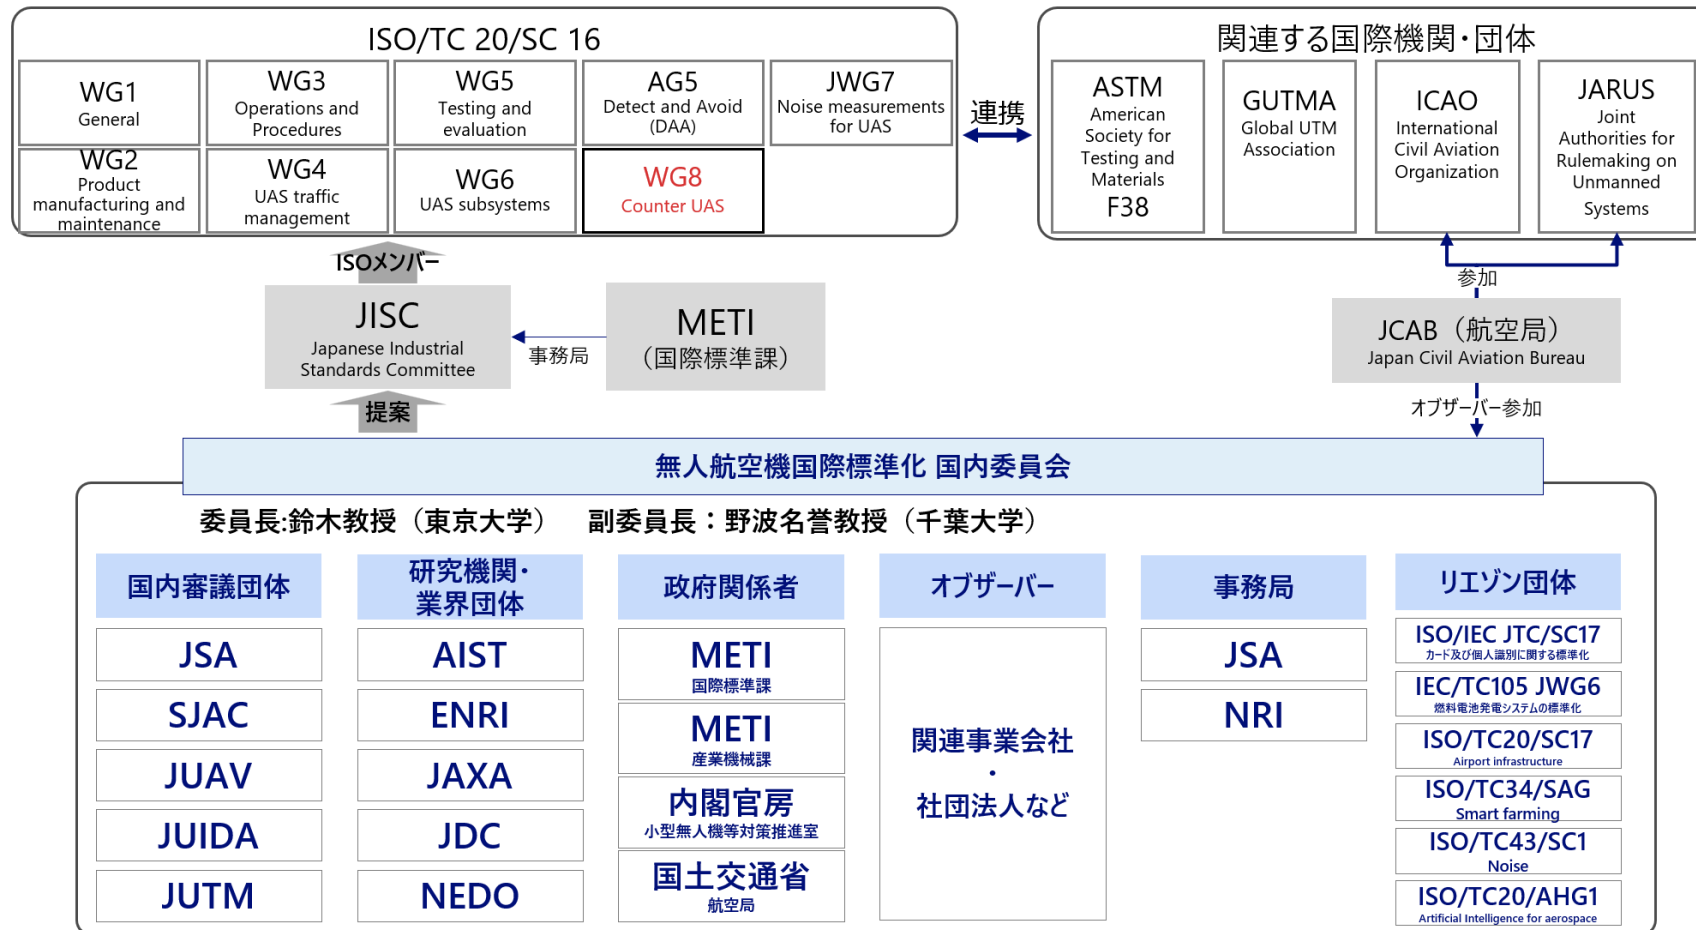 ISO/TC 20/SC 16
WG1
General
WG3
Operations and
Procedures
WG5
Testing and
evaluation
AG5
Detect and Avoid
(DAA)
JWG7
Noise measurements
for UAS
WG2
Product
manufacturing and
maintenance
WG4
UAS traffic
management
WG6
UAS subsystems
WG8
Counter UAS
連携
関連する国際機関・団体
ASTM
American
Society for
Testing and
Materials
F38
GUTMA
Global UTM
Association
ICAO
International
Civil Aviation
Organization
JARUS
Joint
Authorities for
Rulemaking on
Unmanned
Systems
ISOメンバー
JISC
Japanese Industrial
Standards Committee
事務局
METI
（国際標準課）
参加
JCAB（航空局）
Japan Civil Aviation Bureau
提案
オブザーバー参加
無人航空機国際標準化 国内委員会
委員長:鈴木教授（東京大学） 副委員長：野波名誉教授（千葉大学）
国内審議団体
JSA
SJAC
JUAV
JUIDA
JUTM
研究機関・
業界団体
AIST
ENRI
JAXA
JDC
NEDO
政府関係者
METI
国際標準課
METI
産業機械課
内閣官房
小型無人機等対策推進室
国土交通省
航空局
オブザーバー
関連事業会社
・
社団法人など
事務局
JSA
NRI
リエゾン団体
ISO/IEC JTC/SC17
カード及び個人識別に関する標準化
IEC/TC105 JWG6
燃料電池発電システムの標準化
ISO/TC20/SC17
Airport infrastructure
ISO/TC34/SAG
Smart farming
ISO/TC43/SC1
Noise
ISO/TC20/AHG1
Artificial Intelligence for aerospace